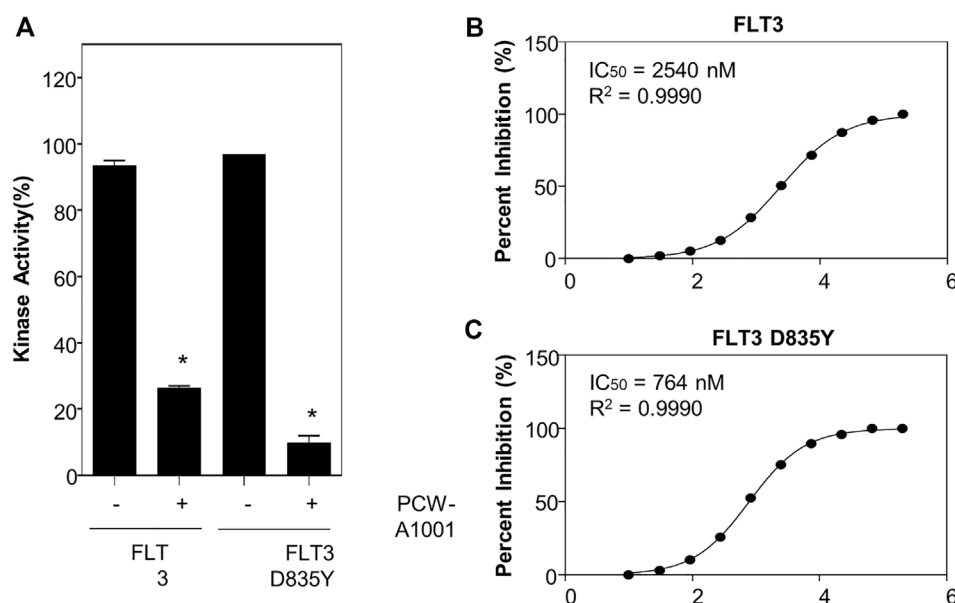 A
Kinase Activity(%)
120
100
80
60
40
20
0
*
*
- + - +
PCW-
A1001
FLT
3
FLT3
D835Y
B
FLT3
Percent Inhibition (%)
150
100
50
0
IC50 = 2540 nM
R2 = 0.9990
0 2 4 6
C
FLT3 D835Y
Percent Inhibition (%)
150
100
50
0
IC50 = 764 nM
R2 = 0.9990
0 2 4 6